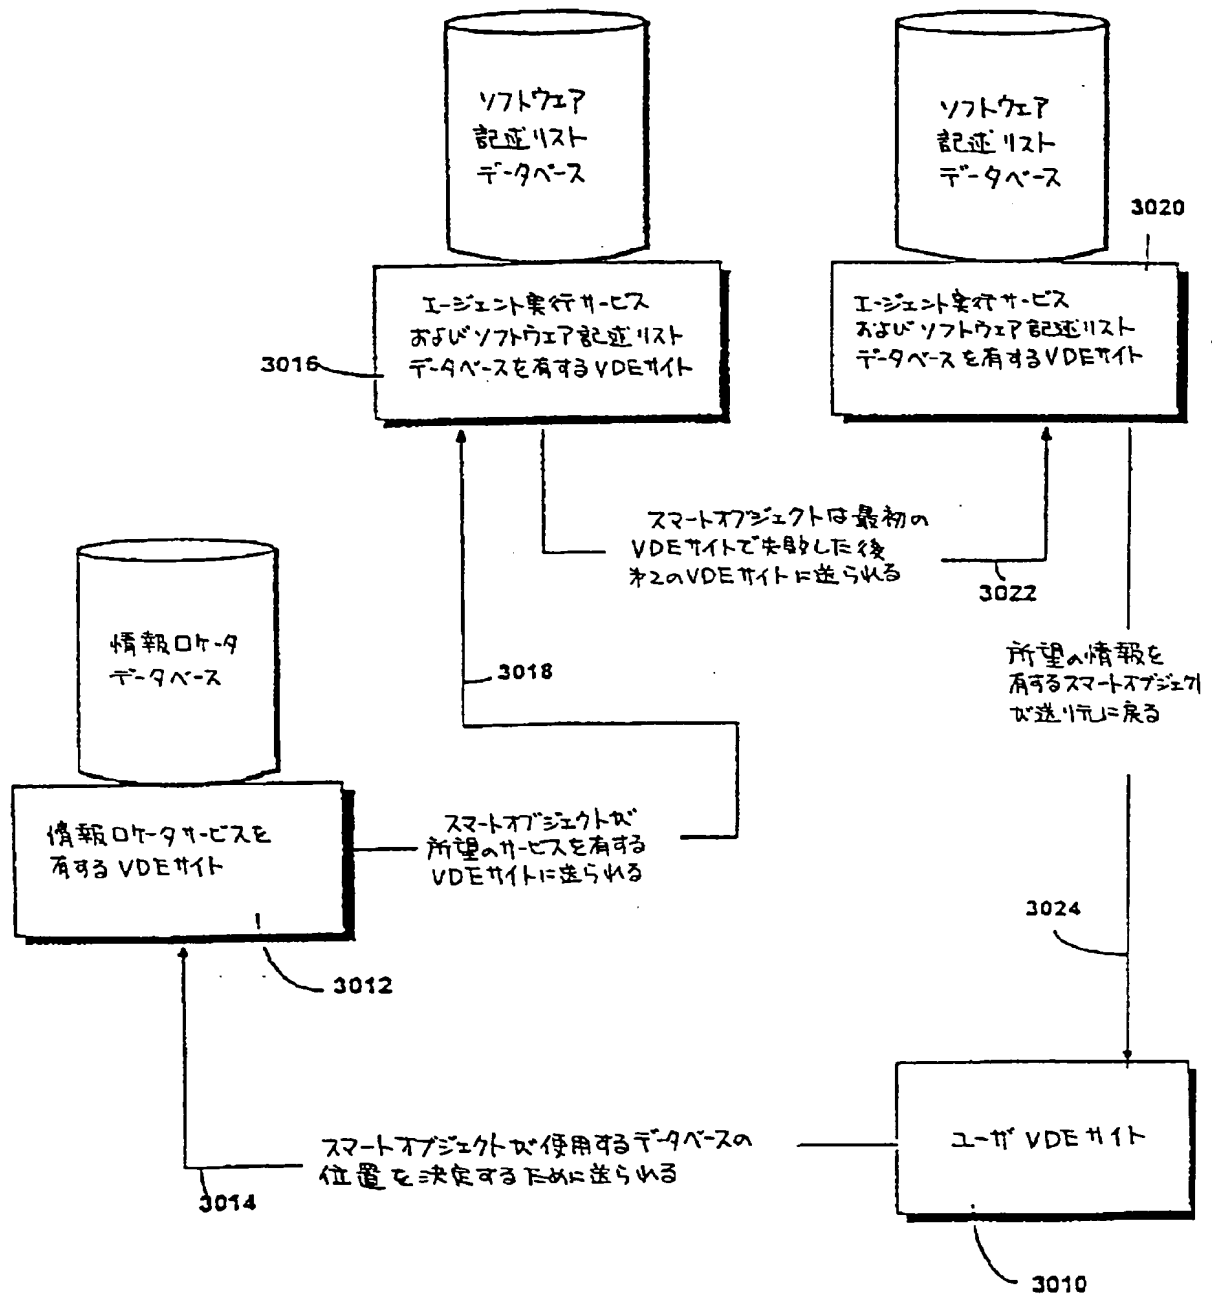 ソフトウェア
記述リスト
データベース
ソフトウェア
記述リスト
データベース
3020
エージェント実行サービス
およびソフトウェア記述リスト
データベースを有するVDEサイト
3016
エージェント実行サービス
およびソフトウェア記述リスト
データベースを有するVDEサイト
スマートオブジェクトは最初の
VDEサイトで失敗した後
第2のVDEサイトに送られる
3022
情報ロケータ
データベース
3018
所望の情報を
有するスマートオブジェクト
が送り元に戻る
情報ロケータサービスを
有するVDEサイト
スマートオブジェクトが
所望のサービスを有する
VDEサイトに送られる
3024
3012
ユーザVDEサイト
スマートオブジェクトが使用するデータベースの
位置を決定するために送られる
3014
3010